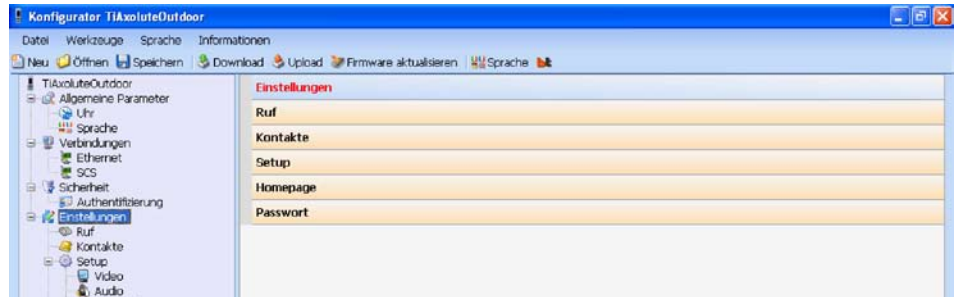 Konfigurator TiAxoluteOutdoor
Datei Werkzeuge Sprache Informationen
Neu Öffnen Speichern Download Upload Firmware aktualisieren Sprache
TiAxoluteOutdoor
Allgemeine Parameter
Uhr
Sprache
Verbindungen
Ethernet
SCS
Sicherheit
Authentifizierung
Einstellungen
Ruf
Kontakte
Setup
Video
Audio
Einstellungen
Ruf
Kontakte
Setup
Homepage
Passwort